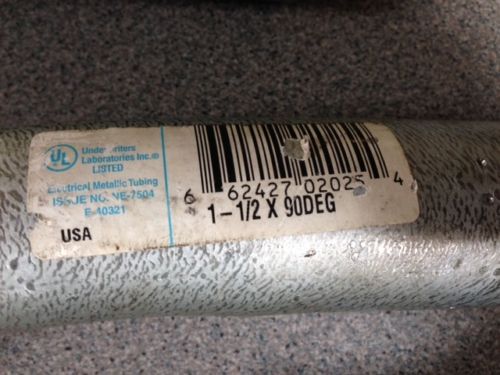 UL
Underwriters
Laboratories Inc.®
LISTED
Electrical Metallic Tubing
ISSUE NO. NE-7504
E-10321
USA
6 62427 02025 4
1-1/2 X 90DEG